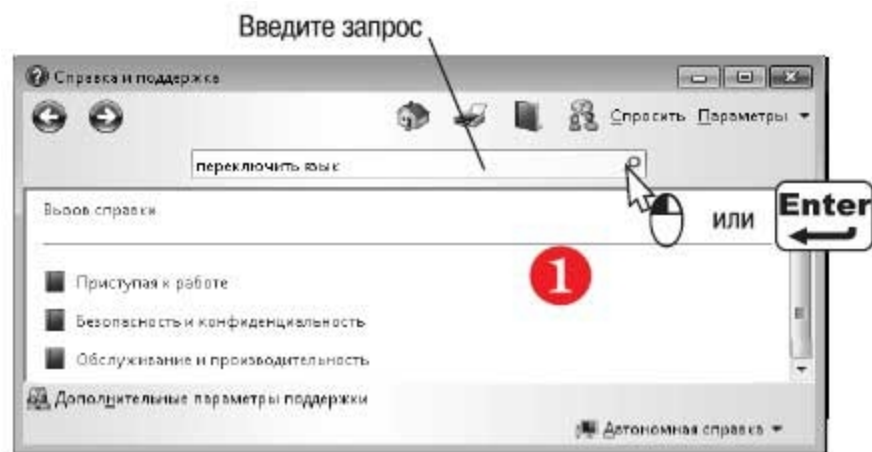 Введите запрос
Справка и поддержка
Спросить Параметры
переключить язык
Вызов справки
или Enter
1
Приступая к работе
Безопасность и конфиденциальность
Обслуживание и производительность
Дополнительные параметры поддержки
Автономная справка